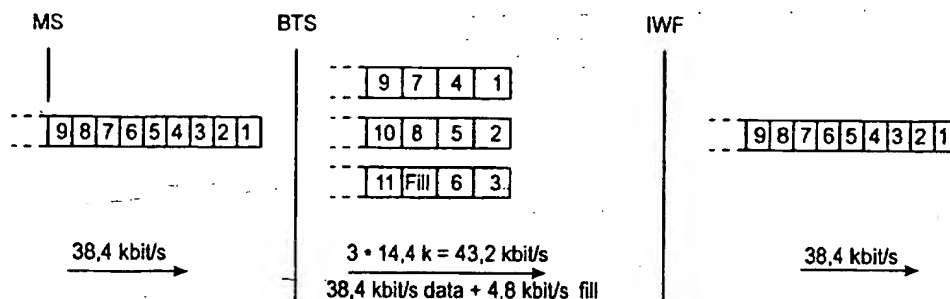 MS
BTS
IWF
9 7 4 1
9 8 7 6 5 4 3 2 1
10 8 5 2
9 8 7 6 5 4 3 2 1
11 Fill 6 3
38,4 kbit/s
3 * 14,4 k = 43,2 kbit/s
38,4 kbit/s data + 4,8 kbit/s fill
38,4 kbit/s